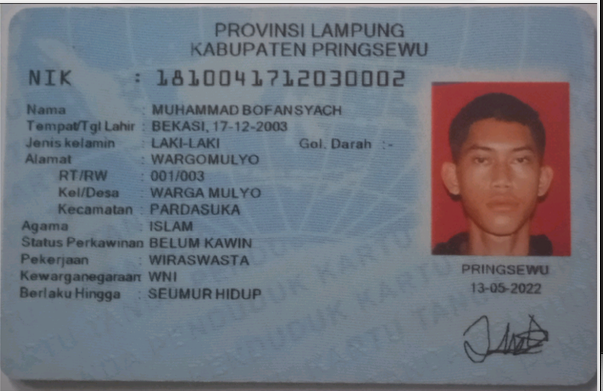 PROVINSI LAMPUNG
KABUPATEN PRINGSEWU
NIK : 1810041712030002
Nama : MUHAMMAD BOFANSYACH
Tempat/Tgl Lahir : BEKASI, 17-12-2003
Jenis kelamin : LAKI-LAKI Gol. Darah :-
Alamat : WARGOMULYO
RT/RW : 001/003
Kel/Desa : WARGA MULYO
Kecamatan : PARDASUKA
Agama : ISLAM
Status Perkawinan BELUM KAWIN
Pekerjaan : WIRASWASTA
Kewarganegaraan WNI
Berlaku Hingga : SEUMUR HIDUP
PRINGSEWU
13-05-2022